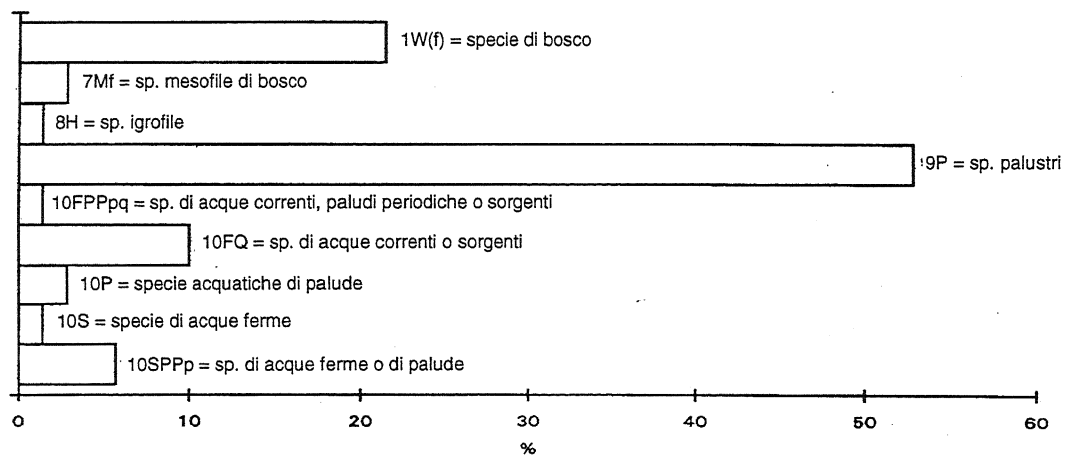 1W(f) = specie di bosco
7Mf = sp. mesofile di bosco
8H = sp. igrofile
9P = sp. palustri
10FPPpq = sp. di acque correnti, paludi periodiche o sorgenti
10FQ = sp. di acque correnti o sorgenti
10P = specie acquatiche di palude
10S = specie di acque ferme
10SPPp = sp. di acque ferme o di palude
0 10 20 30 40 50 60
%